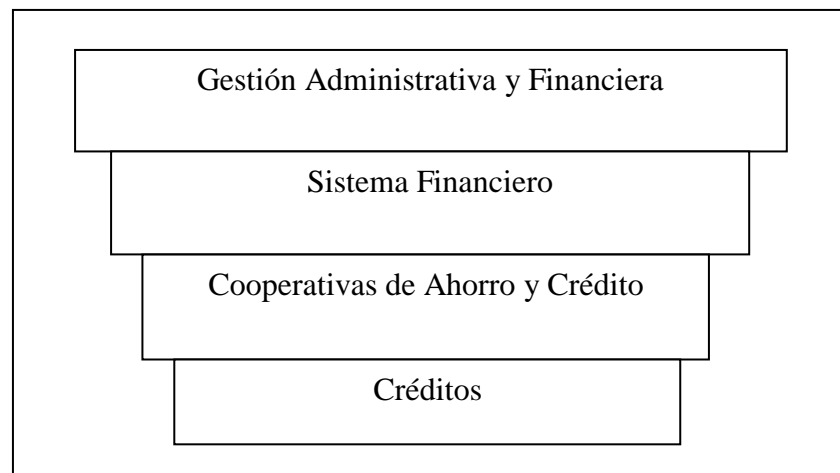 Gestión Administrativa y Financiera
Sistema Financiero
Cooperativas de Ahorro y Crédito
Créditos